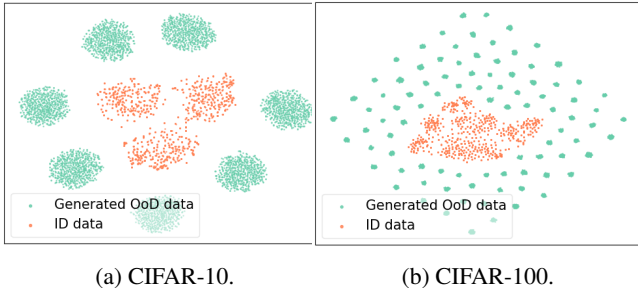 Generated OoD data
ID data
Generated OoD data
ID data
(a) CIFAR-10.
(b) CIFAR-100.